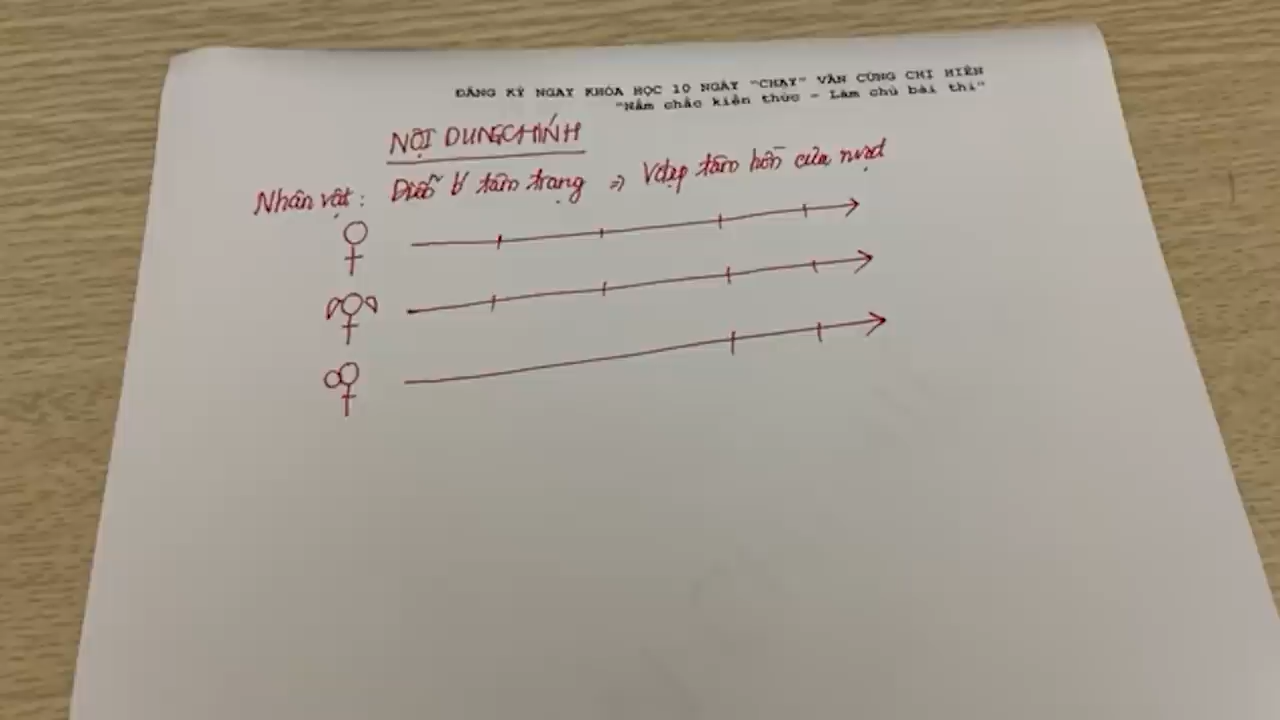 ĐĂNG KÝ NGAY KHÓA HỌC 10 NGÀY "CHẠY" VĂN CÙNG CHỊ HIÊN
"Nắm chắc kiến thức - Làm chủ bài thi"
NỘI DUNG CHÍNH
Nhân vật: Diễn b' tâm trạng => Vđẹp tâm hồn của nvật